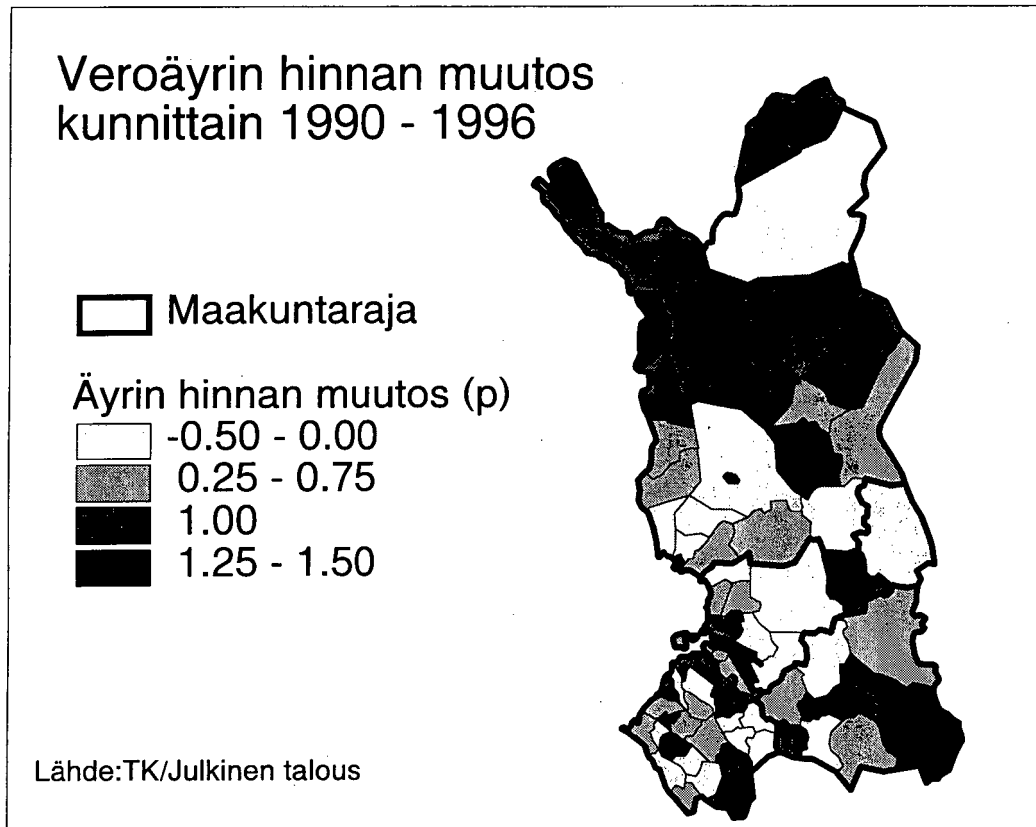 Veroäyrin hinnan muutos
kunnittain 1990 - 1996
Maakuntaraja
Äyrin hinnan muutos (p)
-0.50 - 0.00
0.25 - 0.75
1.00
1.25 - 1.50
Lähde:TK/Julkinen talous